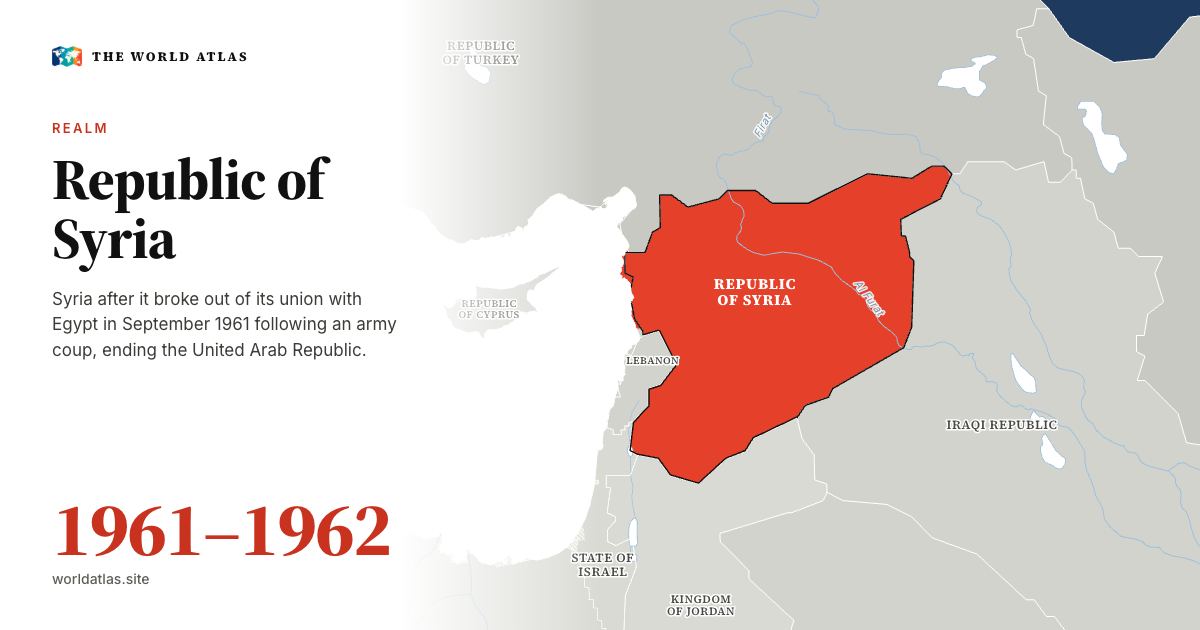 THE WORLD ATLAS
REALM
Republic of
Syria
Syria after it broke out of its union with
Egypt in September 1961 following an army
coup, ending the United Arab Republic.
1961–1962
worldatlas.site
REPUBLIC
OF TURKEY
Fırat
REPUBLIC
OF CYPRUS
REPUBLIC
OF SYRIA
Al Furat
LEBANON
IRAQI REPUBLIC
STATE OF
ISRAEL
KINGDOM
OF JORDAN